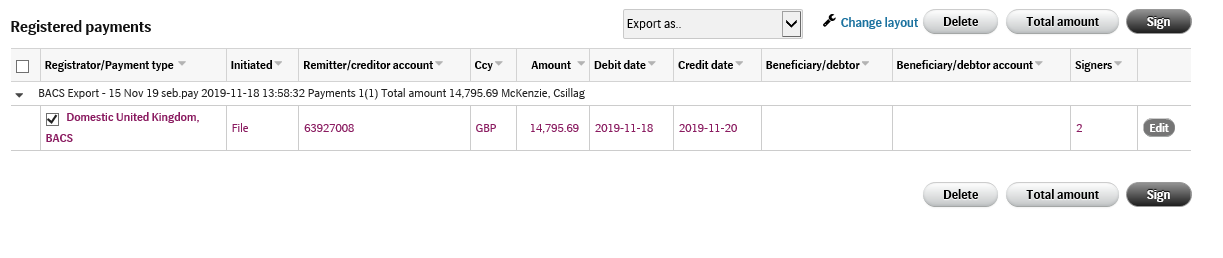 Registered payments
Export as..
Change layout
Delete
Total amount
Sign
Registrator/Payment type Initiated Remitter/creditor account Ccy Amount Debit date Credit date Beneficiary/debtor Beneficiary/debtor account Signers
BACS Export - 15 Nov 19 seb.pay 2019-11-18 13:58:32 Payments 1(1) Total amount 14,795.69 McKenzie, Csillag
Domestic United Kingdom,
BACS
File 63927008 GBP 14,795.69 2019-11-18 2019-11-20 2 Edit
Delete
Total amount
Sign